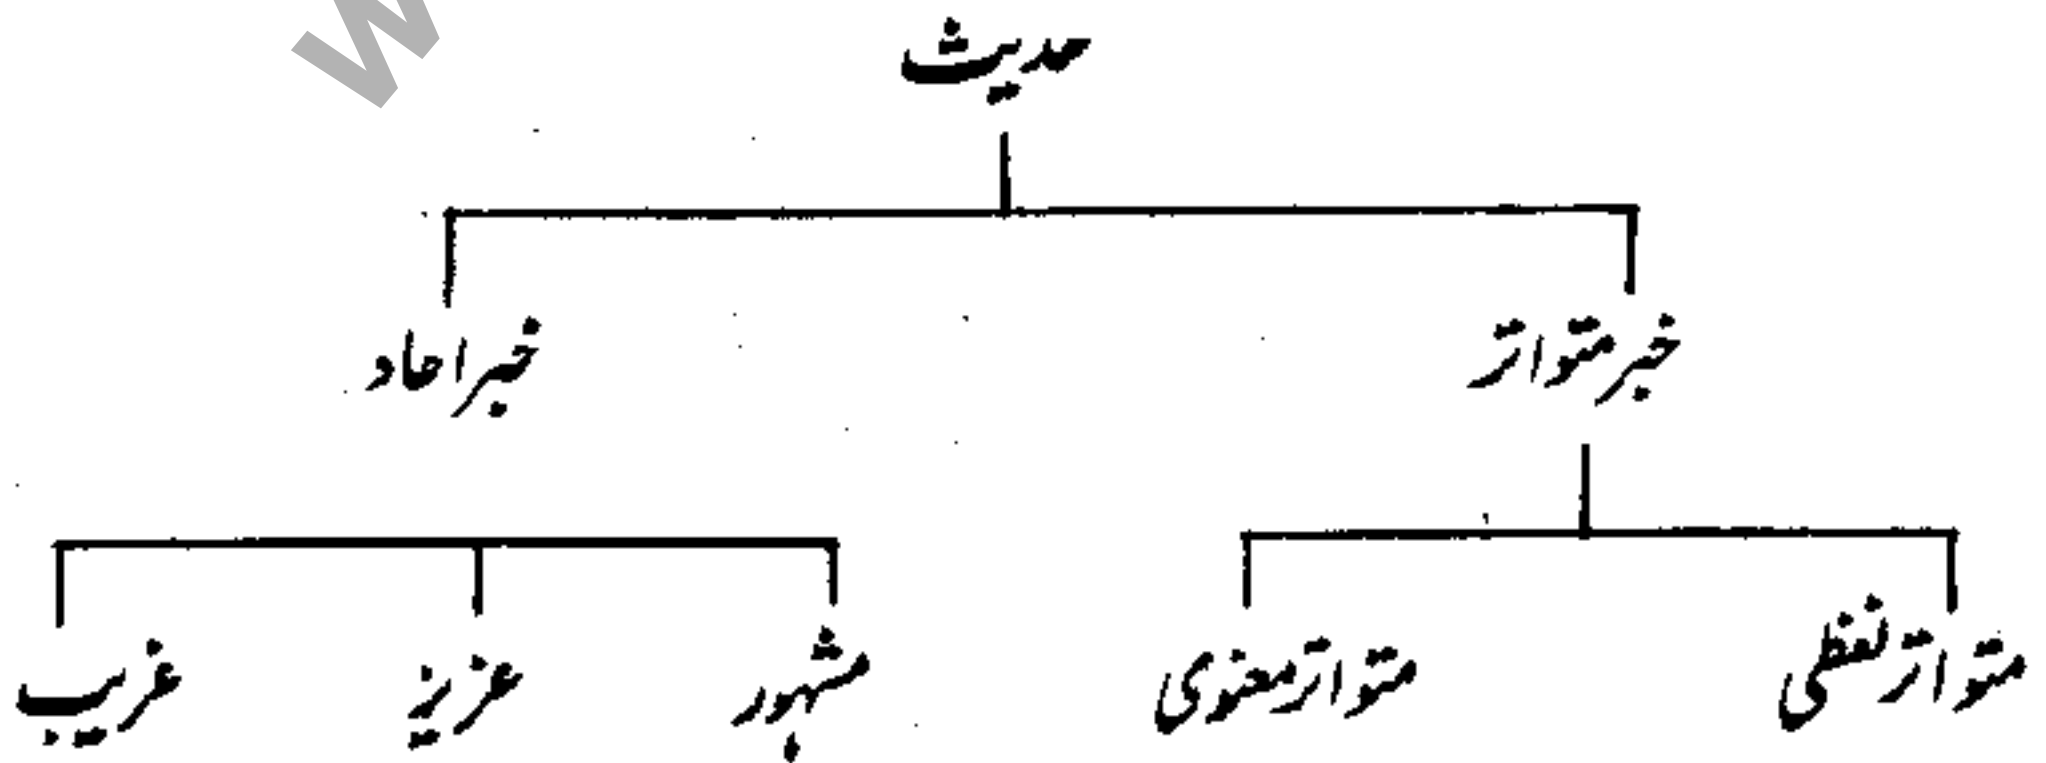 W
حدیث
خبر متواتر خبر احاد
متواتر لفظی متواتر معنوی مشہور عزیز غریب